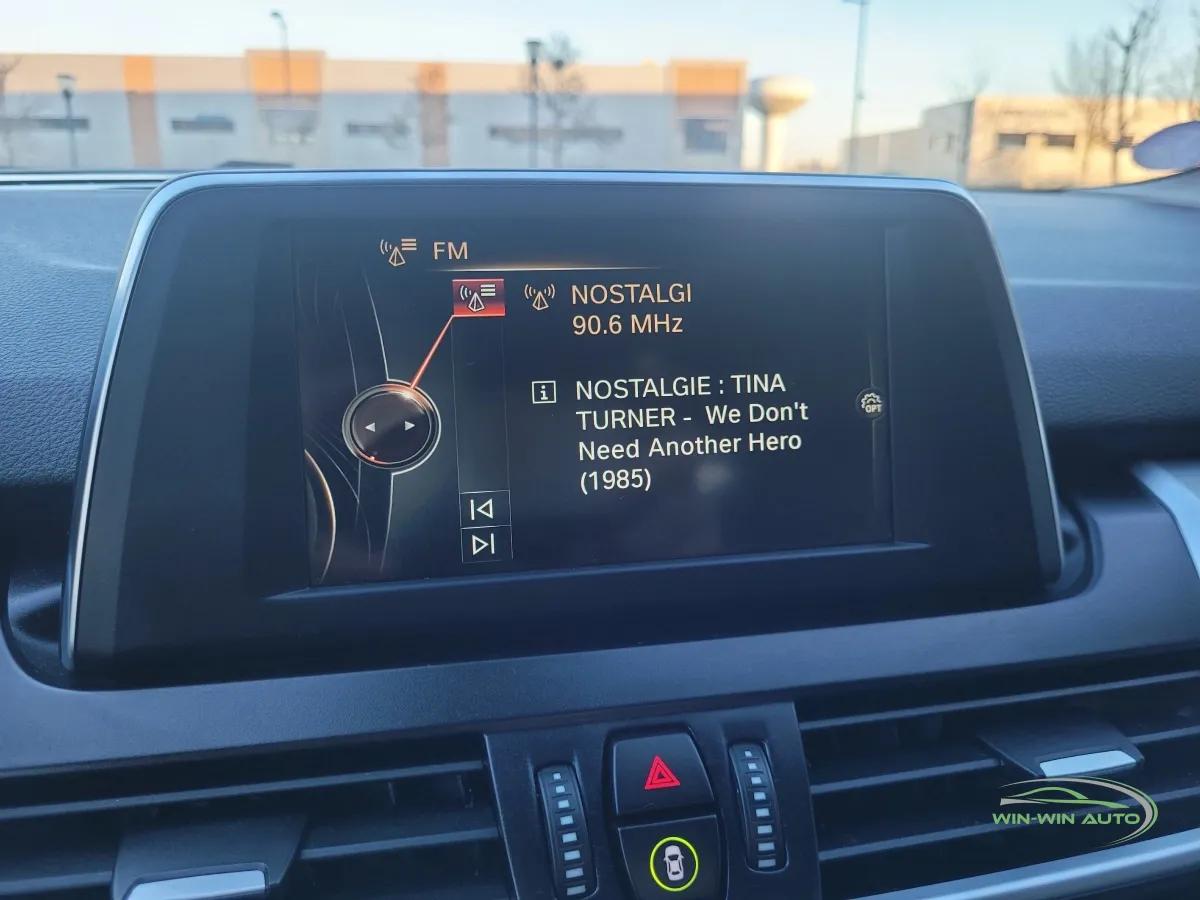 FM
NOSTALGI
90.6 MHz
NOSTALGIE : TINA
TURNER - We Don't
Need Another Hero
(1985)
OPT
WIN-WIN AUTO